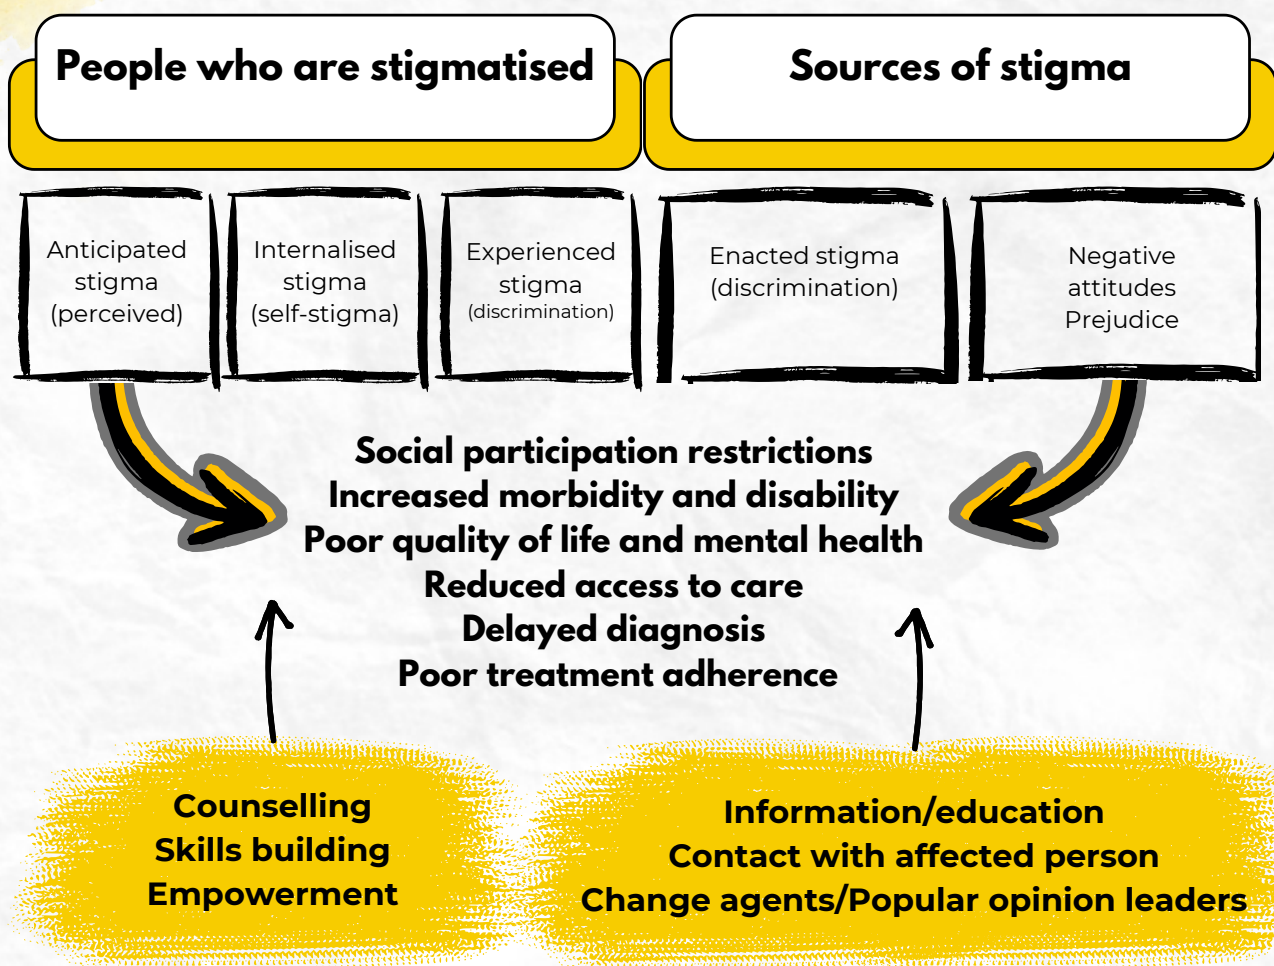 People who are stigmatised
Sources of stigma
Anticipated
stigma
(perceived)
Internalised
stigma
(self-stigma)
Experienced
stigma
(discrimination)
Enacted stigma
(discrimination)
Negative
attitudes
Prejudice
Social participation restrictions
Increased morbidity and disability
Poor quality of life and mental health
Reduced access to care
Delayed diagnosis
Poor treatment adherence
Counselling
Skills building
Empowerment
Information/education
Contact with affected person
Change agents/Popular opinion leaders